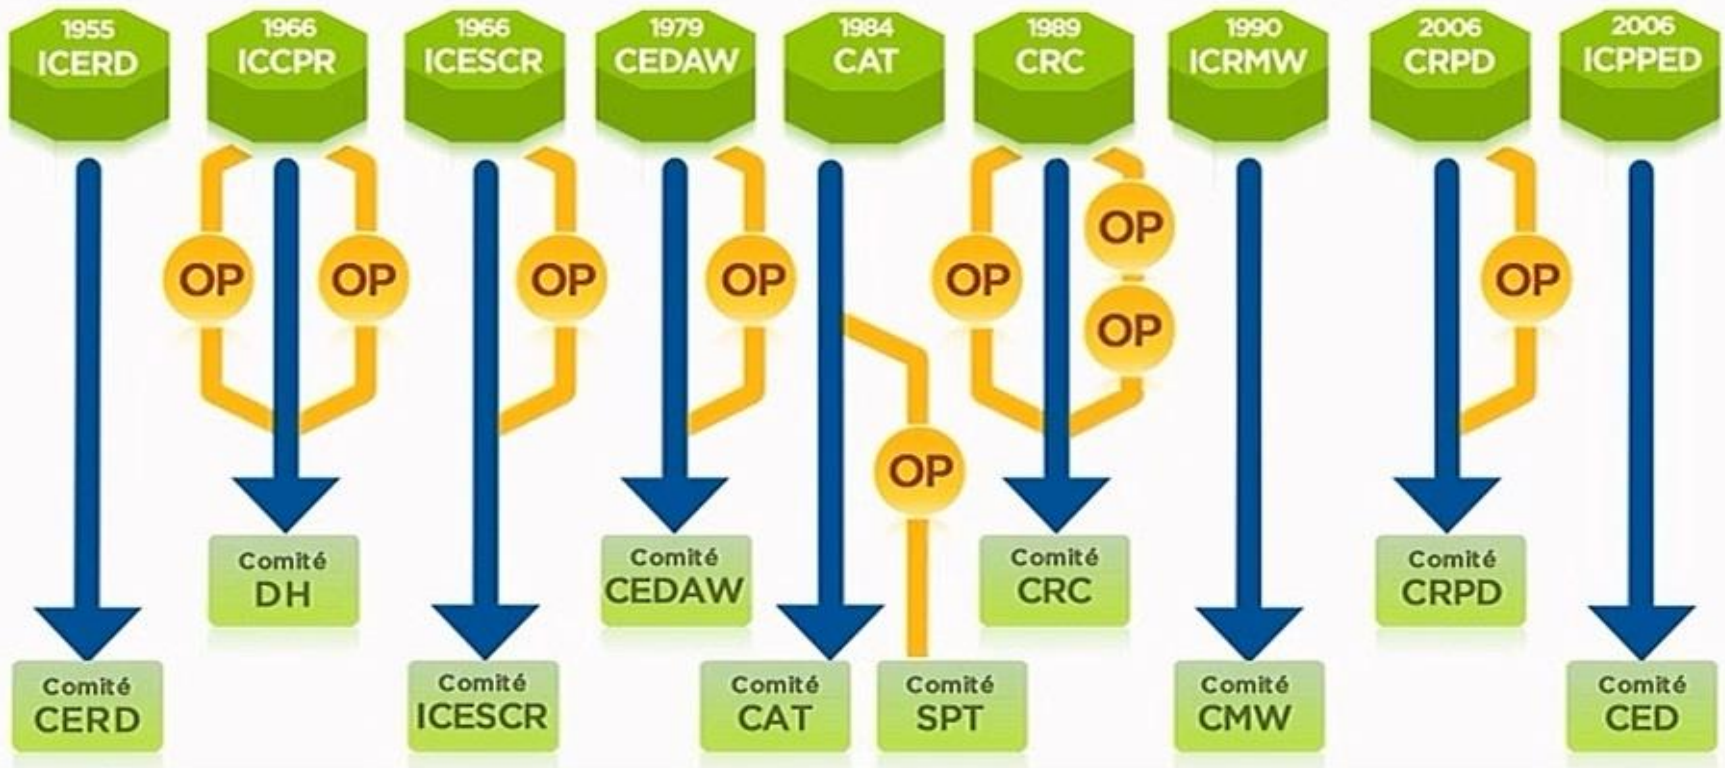 1955
ICERD
1966
ICCPR
1966
ICESCR
1979
CEDAW
1984
CAT
1989
CRC
1990
ICRMW
2006
CRPD
2006
ICPPED
OP
OP
OP
OP
OP
OP
OP
OP
OP
Comité
CERD
Comité
DH
Comité
ICESCR
Comité
CEDAW
Comité
CAT
Comité
SPT
Comité
CRC
Comité
CMW
Comité
CRPD
Comité
CED